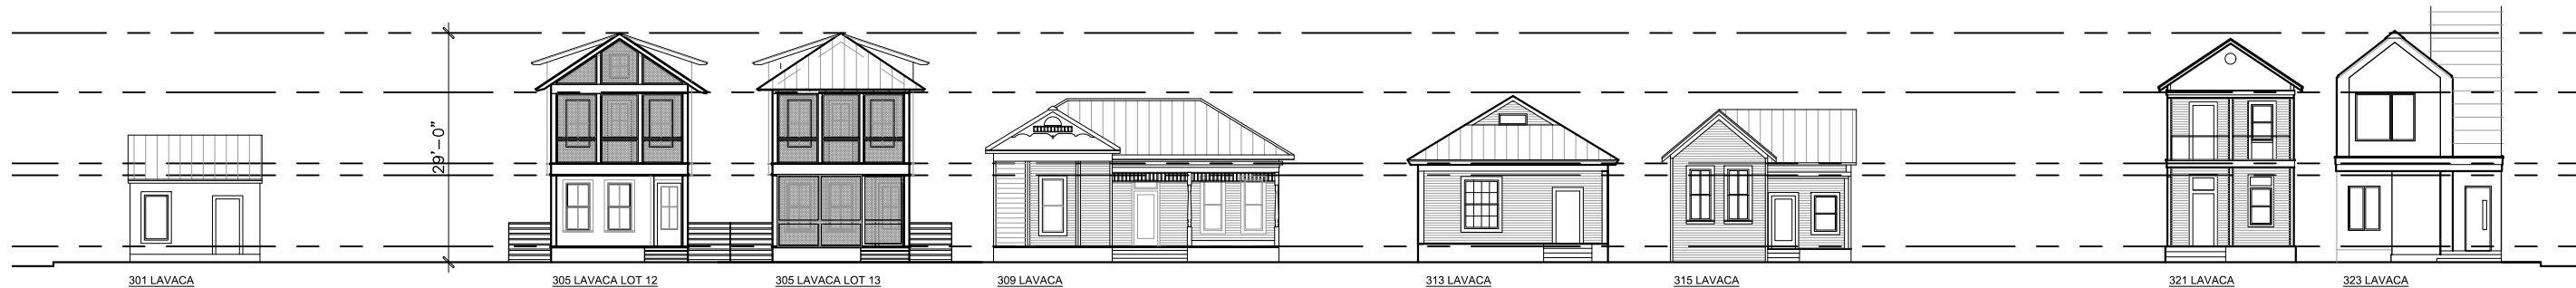 29'-0"
301 LAVACA
305 LAVACA LOT 12
305 LAVACA LOT 13
309 LAVACA
313 LAVACA
315 LAVACA
321 LAVACA
323 LAVACA